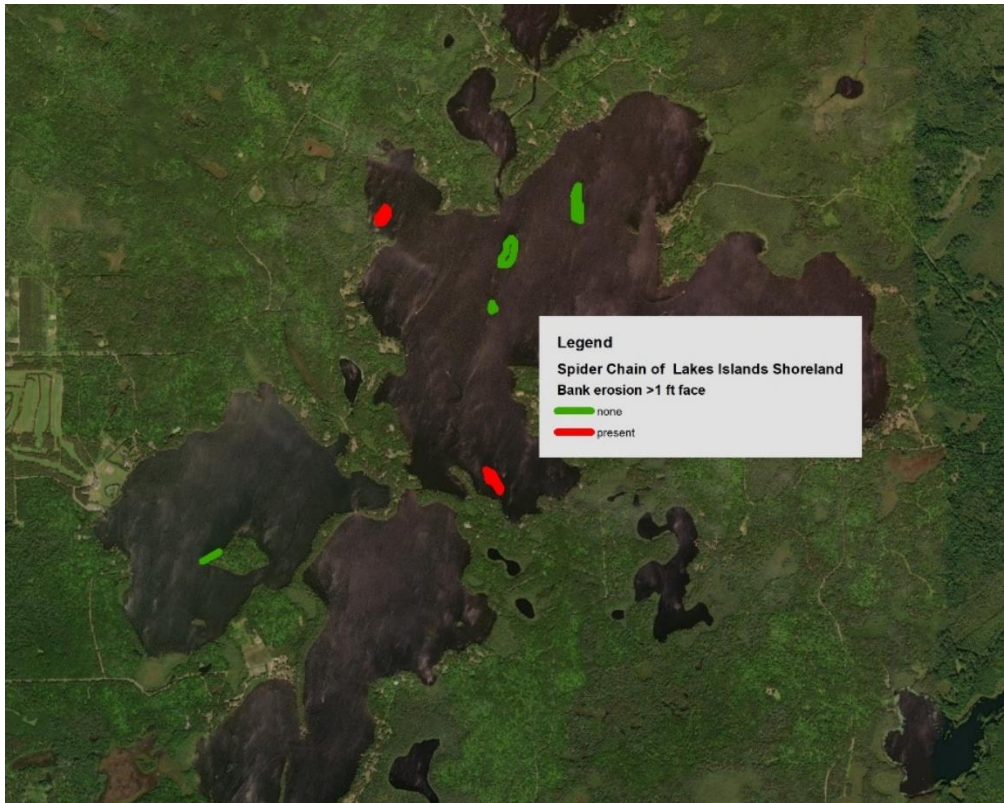 Legend
Spider Chain of Lakes Islands Shoreland
Bank erosion >1 ft face
none
present